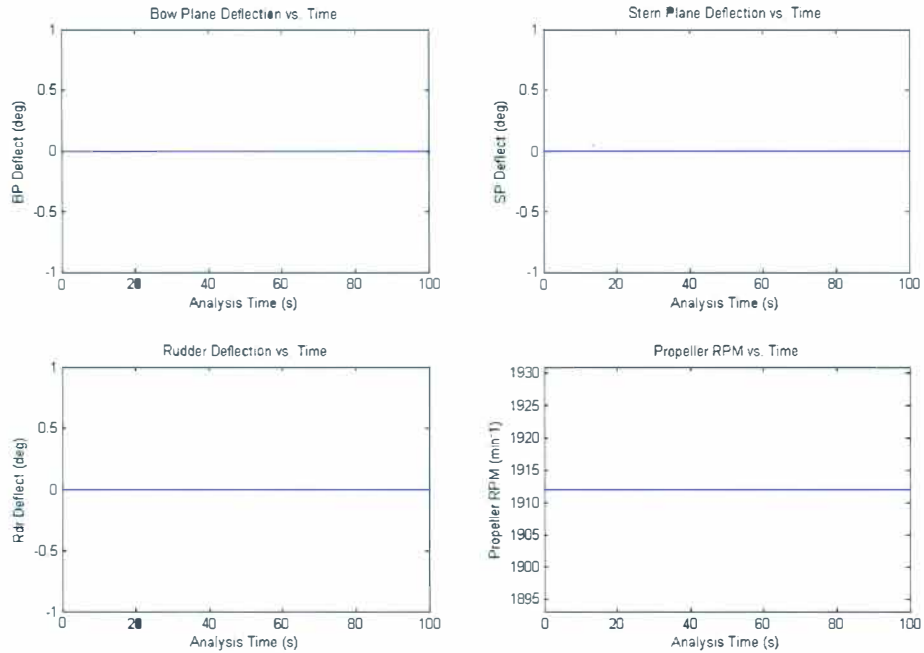 Bow Plane Deflection vs. Time
1
0.5
0
-0.5
-1
BP Deflect (deg)
0 20 40 60 80 100
Analysis Time (s)
Stern Plane Deflection vs. Time
1
0.5
0
-0.5
-1
SP Deflect (deg)
0 20 40 60 80 100
Analysis Time (s)
Rudder Deflection vs. Time
1
0.5
0
-0.5
-1
Rdr Deflect (deg)
0 20 40 60 80 100
Analysis Time (s)
Propeller RPM vs. Time
1930
1925
1920
1915
1910
1905
1900
1895
Propeller RPM (min⁻¹)
0 20 40 60 80 100
Analysis Time (s)